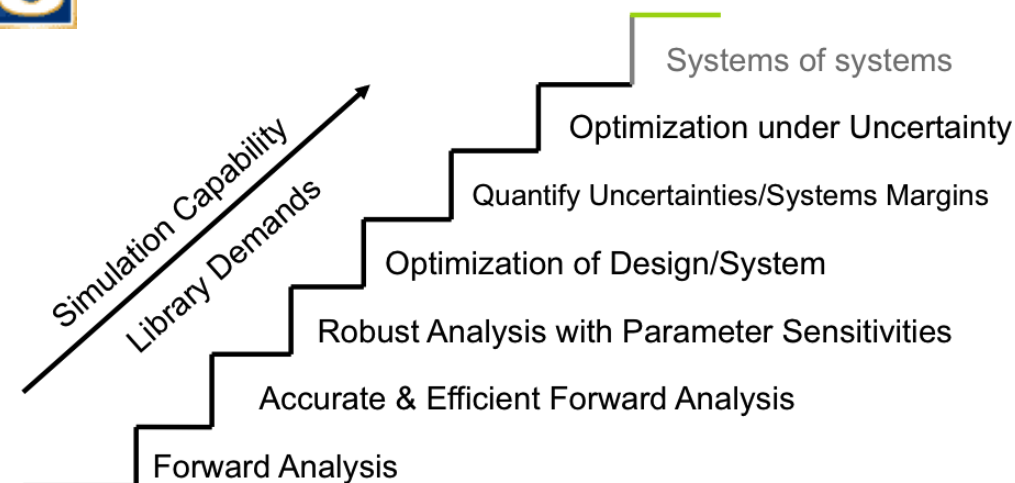 Systems of systems
Optimization under Uncertainty
Quantify Uncertainties/Systems Margins
Optimization of Design/System
Robust Analysis with Parameter Sensitivities
Accurate & Efficient Forward Analysis
Forward Analysis
Simulation Capability
Library Demands